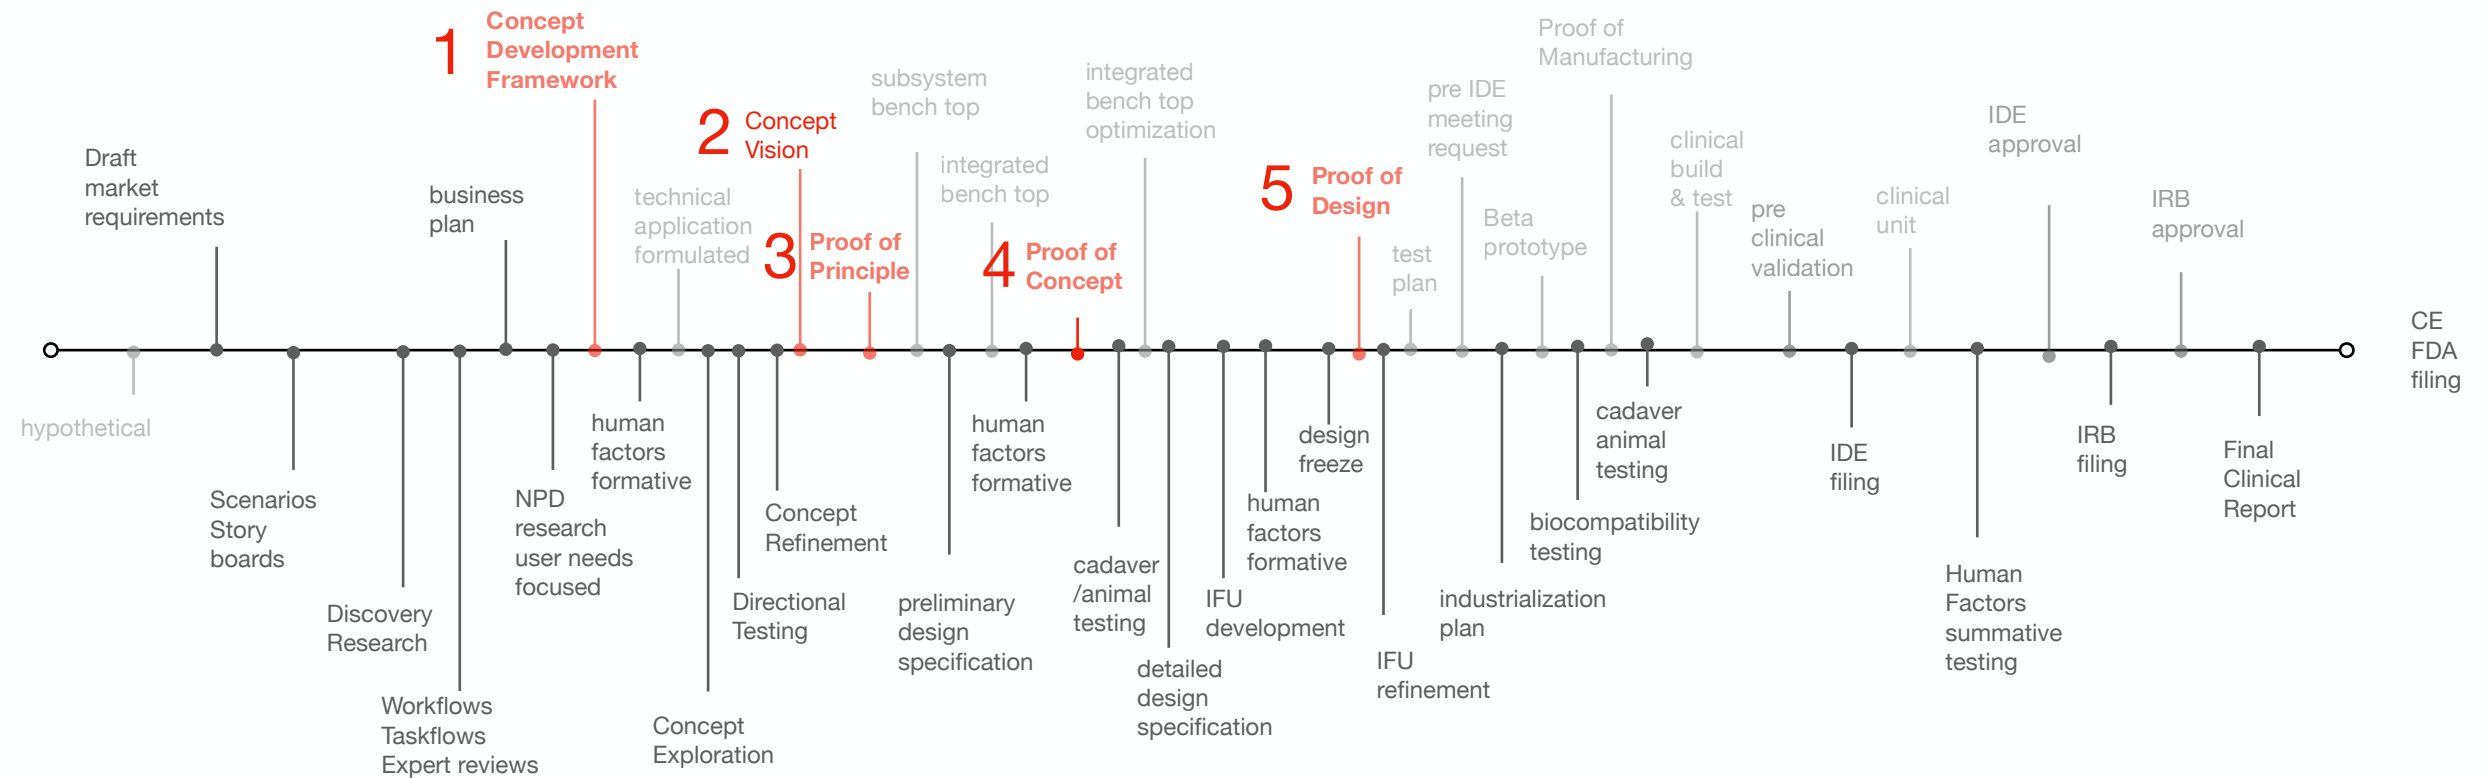 1
Concept
Development
Framework
2
Concept
Vision
subsystem
bench top
integrated
bench top
optimization
Proof of
Manufacturing
pre IDE
meeting
request
IDE
approval
Draft
market
requirements
business
plan
technical
application
formulated
3
Proof of
Principle
integrated
bench top
4
Proof of
Concept
5
Proof of
Design
test
plan
Beta
prototype
clinical
build
& test
pre
clinical
validation
clinical
unit
IRB
approval
CE
FDA
filing
hypothetical
Scenarios
Story
boards
Discovery
Research
Workflows
Taskflows
Expert reviews
NPD
research
user needs
focused
human
factors
formative
Concept
Exploration
Directional
Testing
Concept
Refinement
preliminary
design
specification
human
factors
formative
cadaver
/animal
testing
detailed
design
specification
IFU
development
human
factors
formative
design
freeze
IFU
refinement
industrialization
plan
biocompatibility
testing
cadaver
animal
testing
IDE
filing
Human
Factors
summative
testing
IRB
filing
Final
Clinical
Report